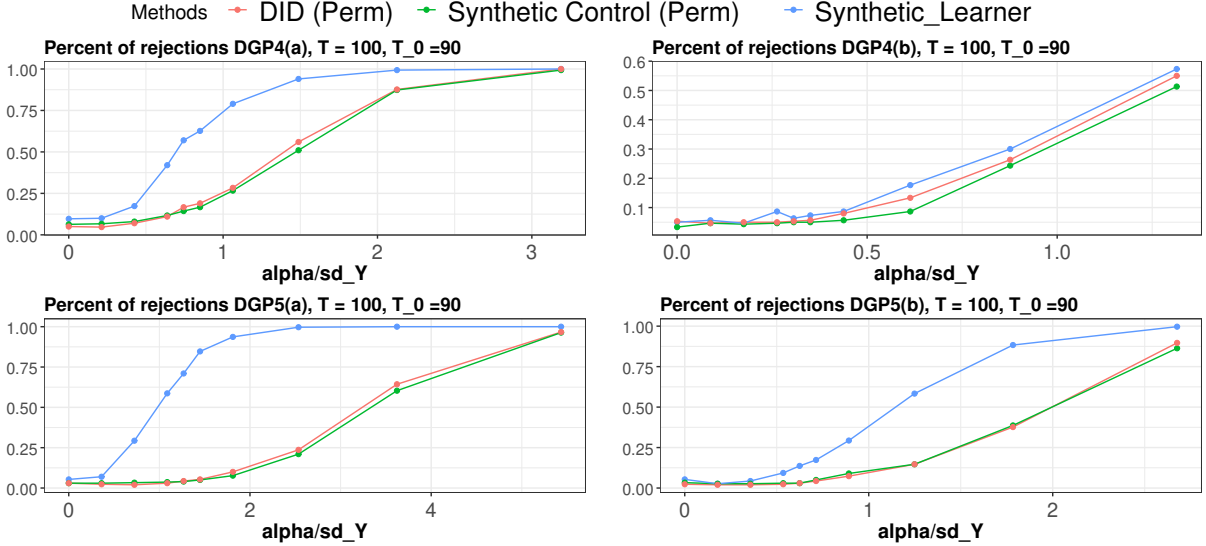 Methods DID (Perm) Synthetic Control (Perm) Synthetic_Learner
Percent of rejections DGP4(a), T = 100, T_0 =90
1.00
0.75
0.50
0.25
0.00
0 1 2 3
alpha/sd_Y
Percent of rejections DGP4(b), T = 100, T_0 =90
0.6
0.5
0.4
0.3
0.2
0.1
0.0 0.5 1.0
alpha/sd_Y
Percent of rejections DGP5(a), T = 100, T_0 =90
1.00
0.75
0.50
0.25
0.00
0 2 4
alpha/sd_Y
Percent of rejections DGP5(b), T = 100, T_0 =90
1.00
0.75
0.50
0.25
0.00
0 1 2
alpha/sd_Y